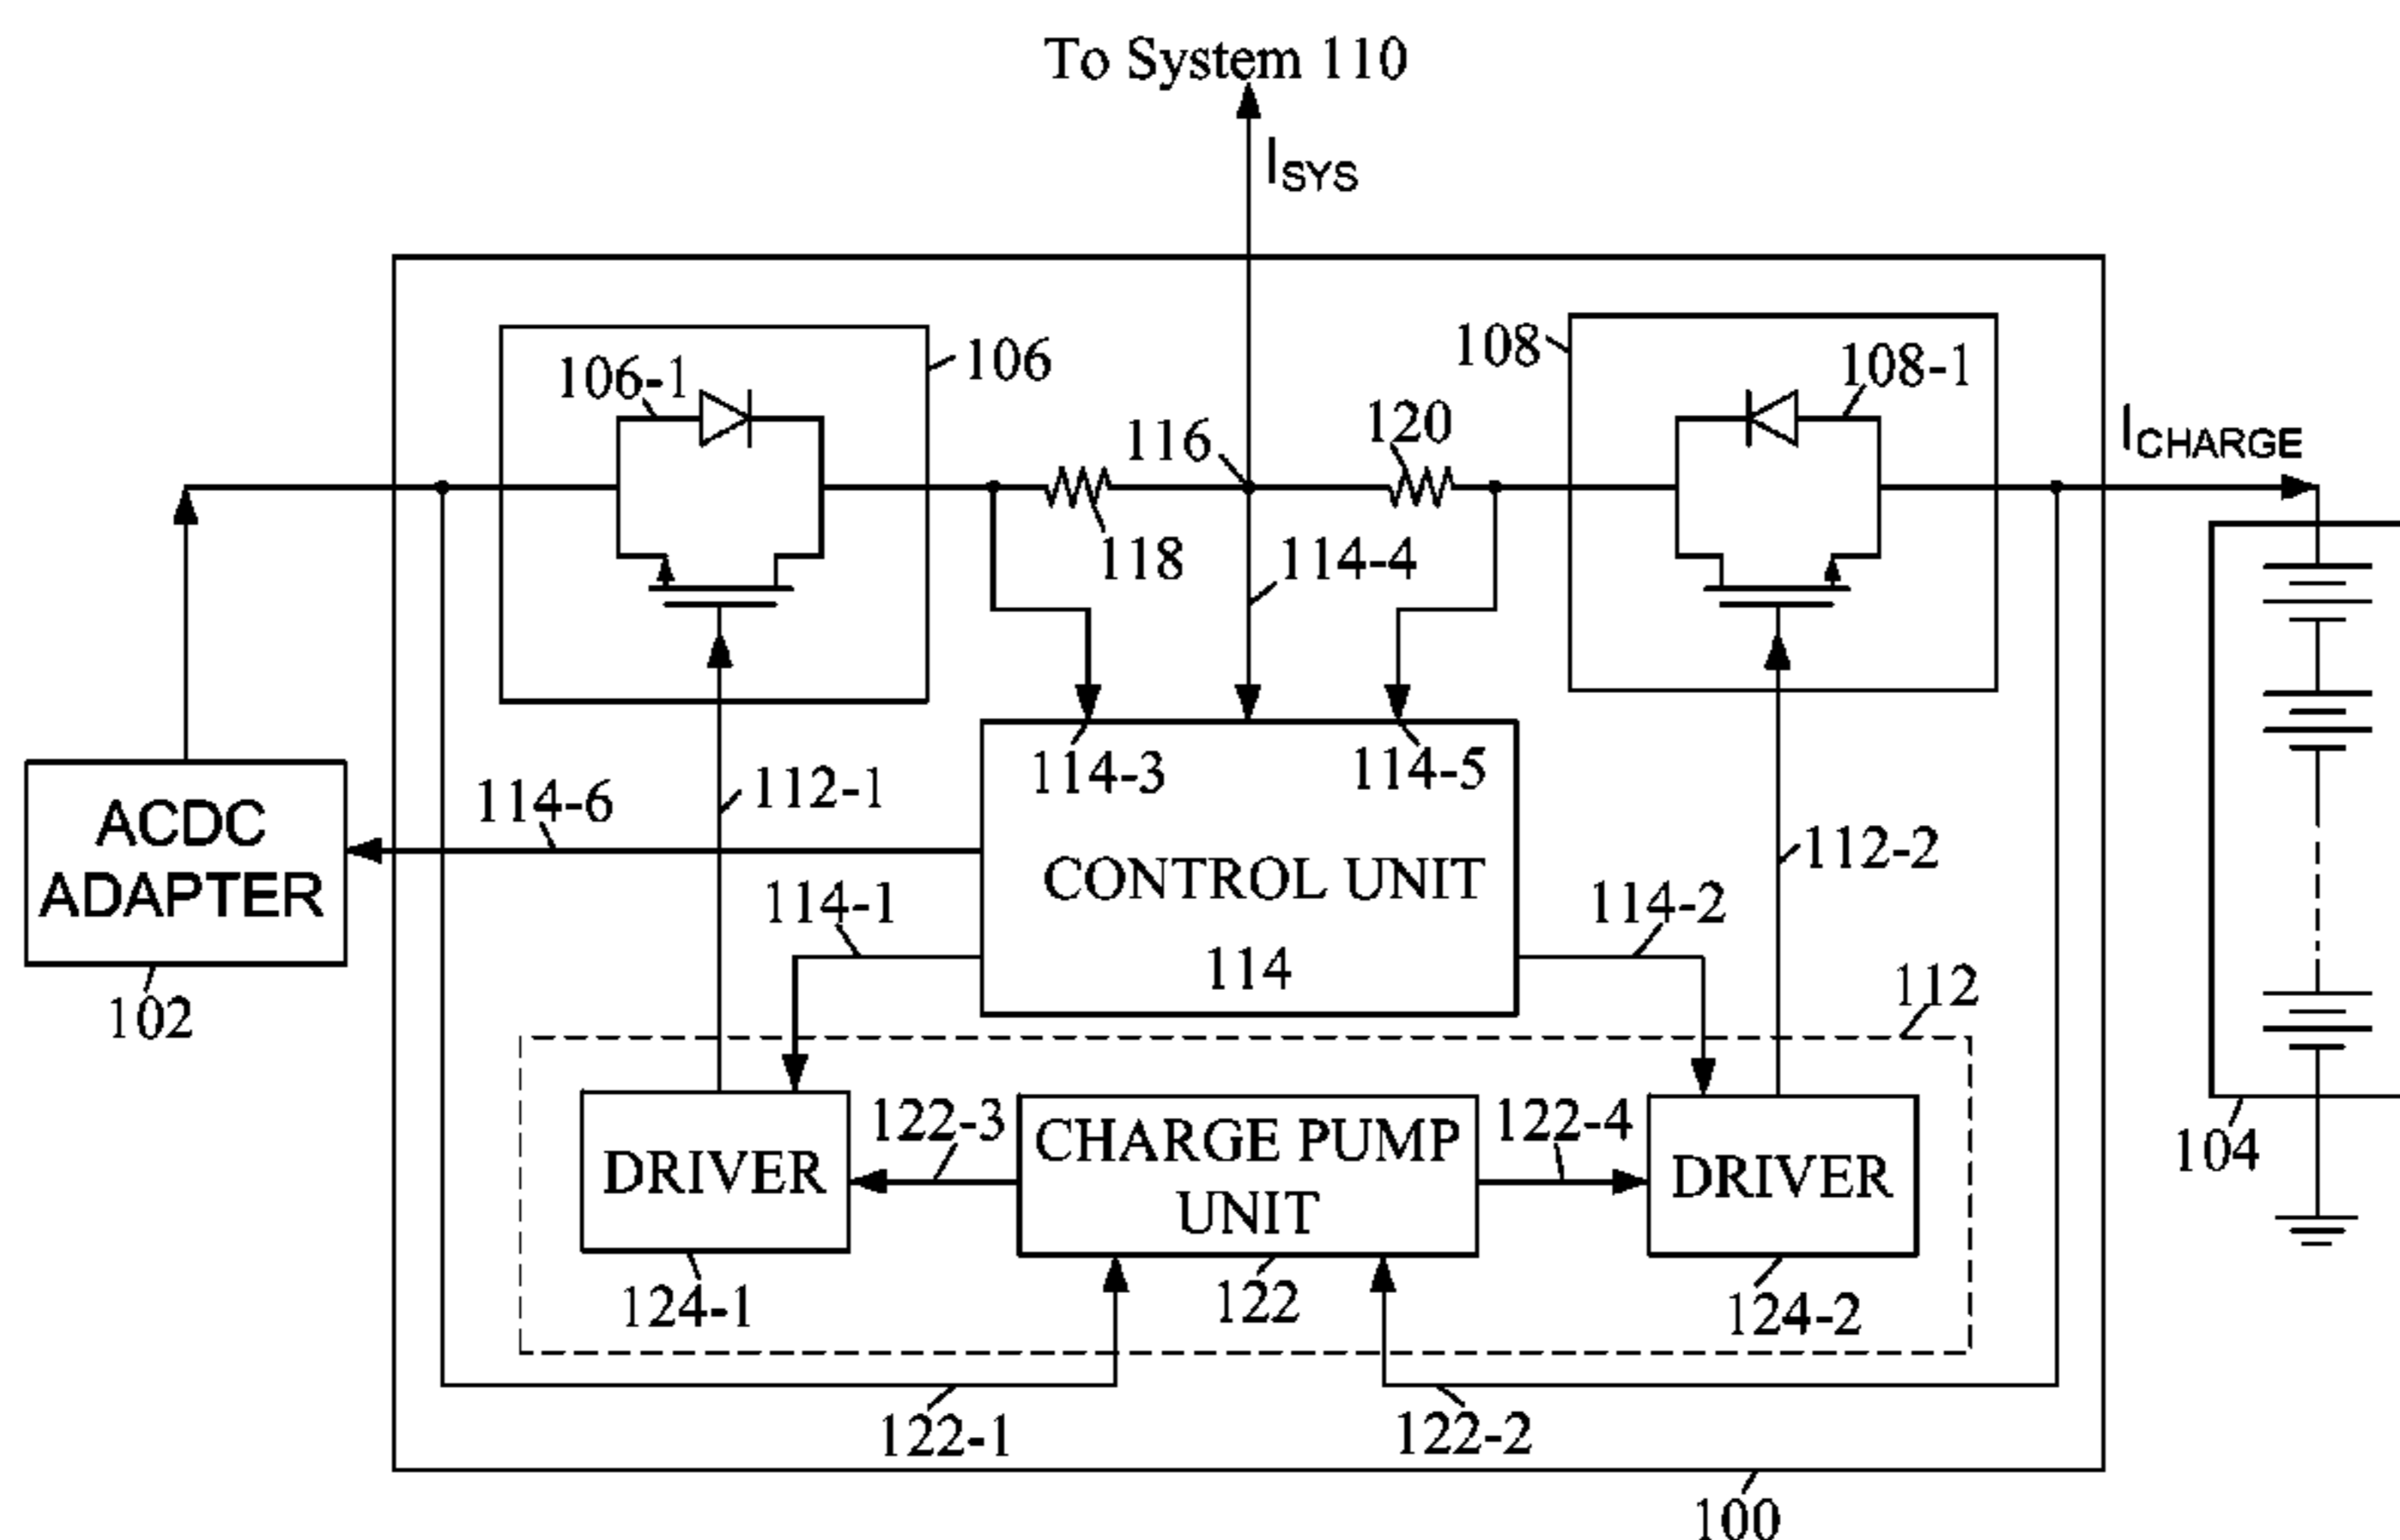 To System 110
ISYS
106-1
106
108
108-1
116
120
ICHARGE
118
114-4
114-3
114-5
ACDC
ADAPTER
114-6
112-1
CONTROL UNIT
114
112-2
114-1
114-2
102
112
DRIVER
122-3
CHARGE PUMP
UNIT
122-4
DRIVER
104
124-1
122
124-2
122-1
122-2
100